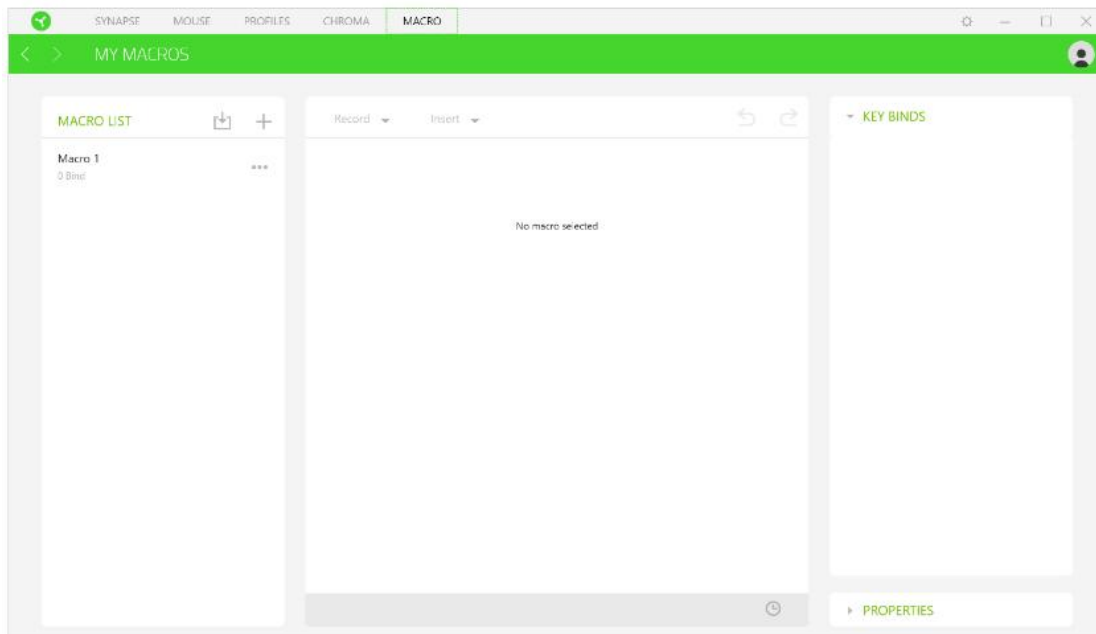 SYNAPSE MOUSE PROFILES CHROMA MACRO
MY MACROS
MACRO LIST
Macro 1
0 Bind
Record Insert
No macro selected
KEY BINDS
PROPERTIES